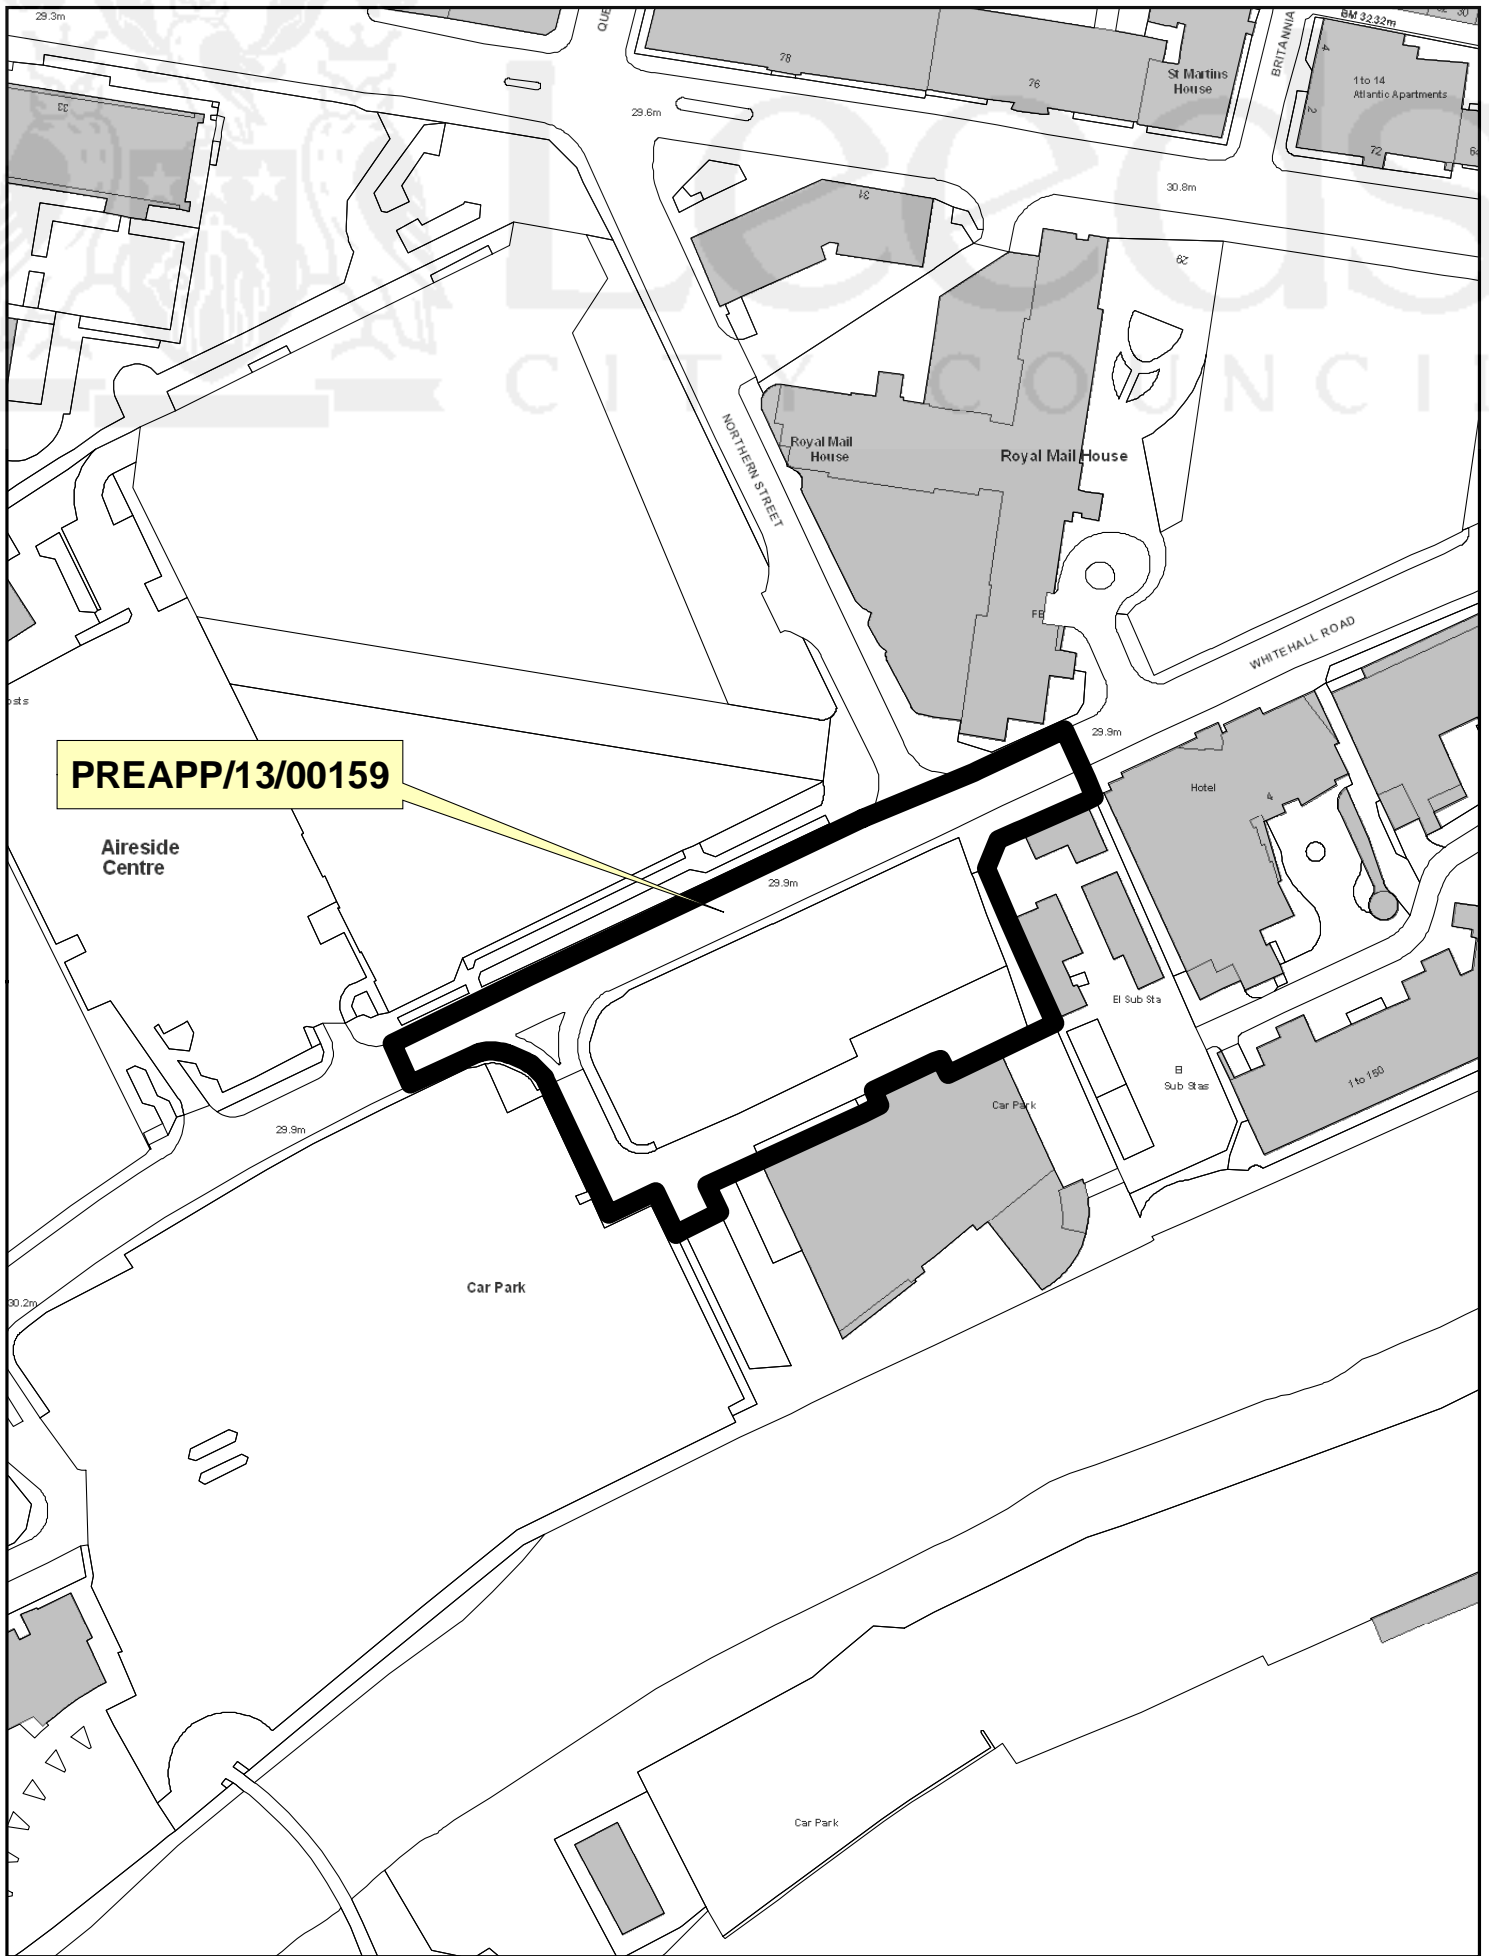 29.3m
QUE
BRITANNIA
BM 32.32m
78
76
St Martins
House
4
1 to 14
Atlantic Apartments
2
72
33
29.6m
30.8m
31
29
Leeds
CITY COUNCIL
NORTHERN STREET
Royal Mail
House
Royal Mail House
FB
WHITEHALL ROAD
osts
29.9m
PREAPP/13/00159
Hotel
4
Aireside
Centre
29.9m
El Sub Sta
El
Sub Stas
1 to 150
Car Park
29.9m
Car Park
30.2m
Car Park